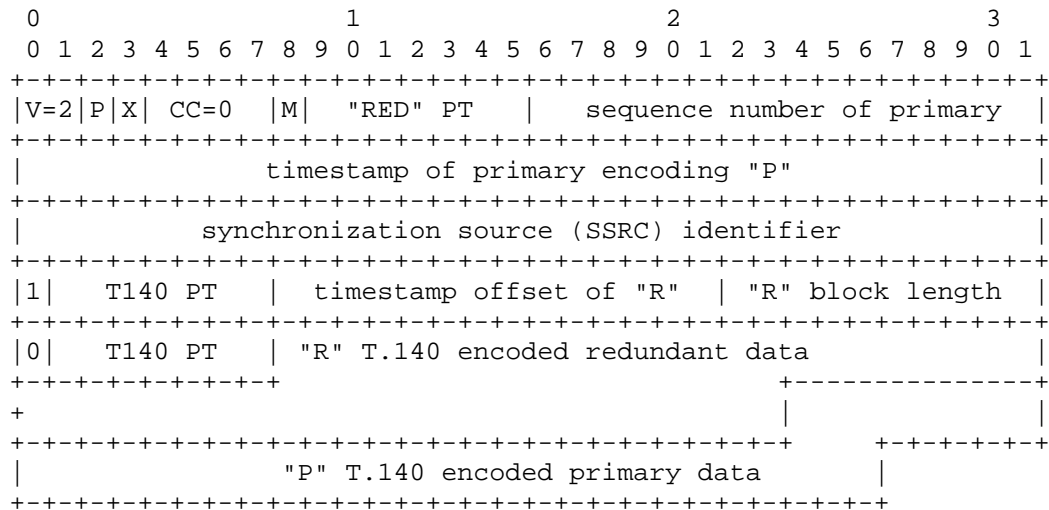 0                   1                   2                   3
 0 1 2 3 4 5 6 7 8 9 0 1 2 3 4 5 6 7 8 9 0 1 2 3 4 5 6 7 8 9 0 1
+-+-+-+-+-+-+-+-+-+-+-+-+-+-+-+-+-+-+-+-+-+-+-+-+-+-+-+-+-+-+-+-+
|V=2|P|X| CC=0  |M|  "RED" PT   |   sequence number of primary  |
+-+-+-+-+-+-+-+-+-+-+-+-+-+-+-+-+-+-+-+-+-+-+-+-+-+-+-+-+-+-+-+-+
|               timestamp of primary encoding "P"               |
+-+-+-+-+-+-+-+-+-+-+-+-+-+-+-+-+-+-+-+-+-+-+-+-+-+-+-+-+-+-+-+-+
|           synchronization source (SSRC) identifier            |
+-+-+-+-+-+-+-+-+-+-+-+-+-+-+-+-+-+-+-+-+-+-+-+-+-+-+-+-+-+-+-+-+
|1|   T140 PT   |  timestamp offset of "R"  | "R" block length  |
+-+-+-+-+-+-+-+-+-+-+-+-+-+-+-+-+-+-+-+-+-+-+-+-+-+-+-+-+-+-+-+-+
|0|   T140 PT   | "R" T.140 encoded redundant data              |
+-+-+-+-+-+-+-+-+                               +---------------+
+                                               |               |
+-+-+-+-+-+-+-+-+-+-+-+-+-+-+-+-+-+-+-+-+-+-+-+-+     +-+-+-+-+-+
|                "P" T.140 encoded primary data       |
+-+-+-+-+-+-+-+-+-+-+-+-+-+-+-+-+-+-+-+-+-+-+-+-+-+-+-+